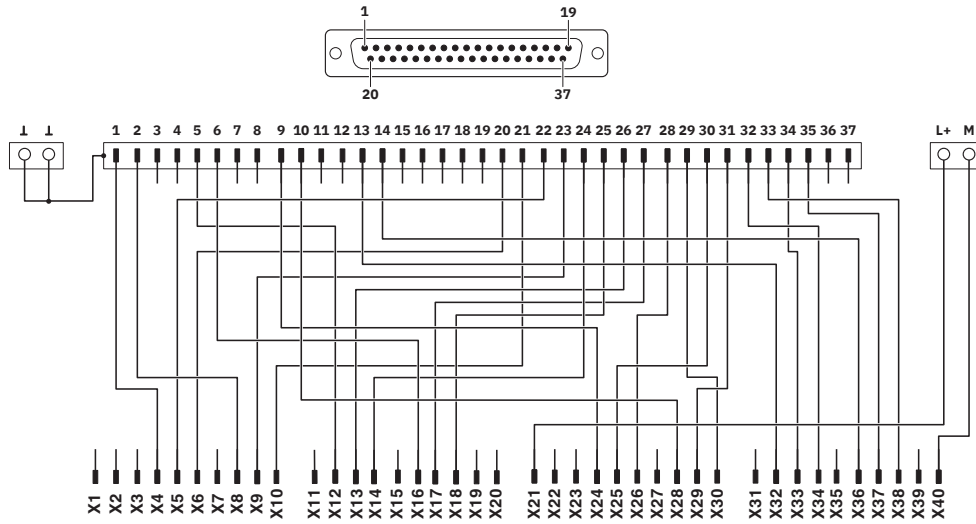 1 19
20 37
⊥ ⊥ 1 2 3 4 5 6 7 8 9 10 11 12 13 14 15 16 17 18 19 20 21 22 23 24 25 26 27 28 29 30 31 32 33 34 35 36 37 L+ M
X1 X2 X3 X4 X5 X6 X7 X8 X9 X10 X11 X12 X13 X14 X15 X16 X17 X18 X19 X20 X21 X22 X23 X24 X25 X26 X27 X28 X29 X30 X31 X32 X33 X34 X35 X36 X37 X38 X39 X40